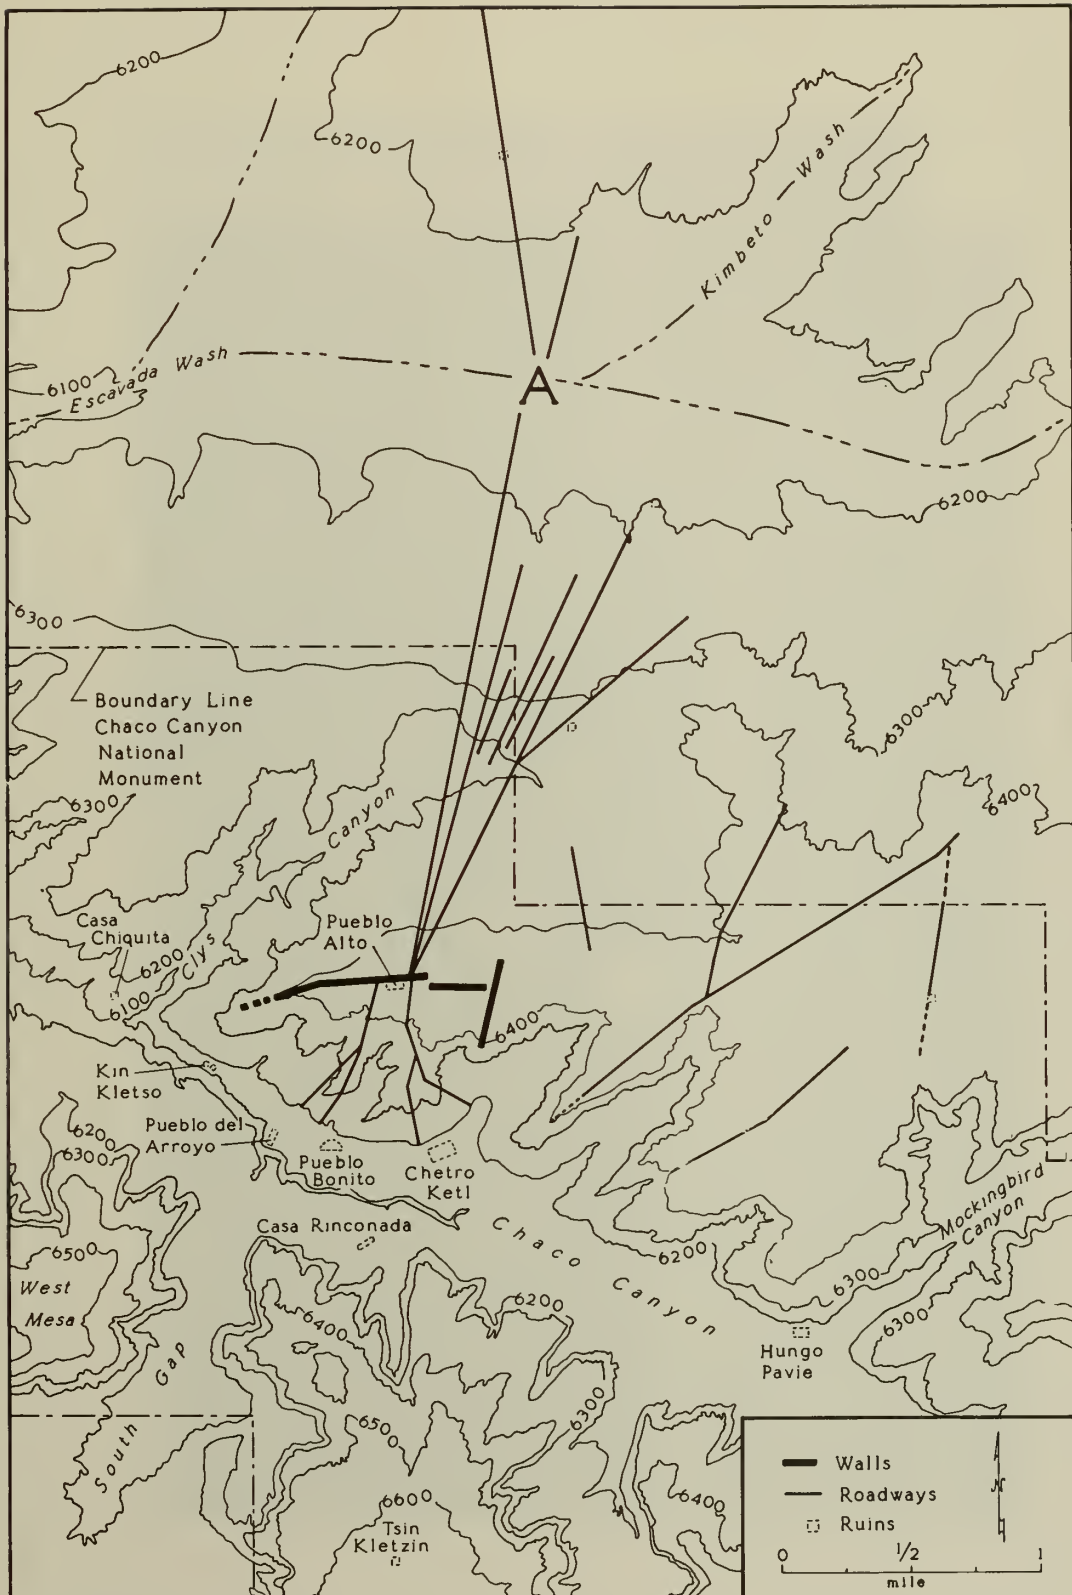 6200
6200
Kimbeto Wash
A
6100
Escavada Wash
6200
6300
Boundary Line
Chaco Canyon
National
Monument
6300
6300
6400
Clys Canyon
Casa
Chiquita
Pueblo
Alto
6200
6100
6400
Kin
Kletso
Pueblo del
Arroyo
Pueblo
Bonito
Chetro
Ketl
6200
6300
Casa Rinconada
Chaco Canyon
Mockingbird
Canyon
6500
West
Mesa
6200
6300
6300
6200
6400
Hungo
Pavie
South Gap
6300
6500
6600
6400
Tsin
Kletzin
Walls
Roadways
Ruins
N
0 1/2 1
mile